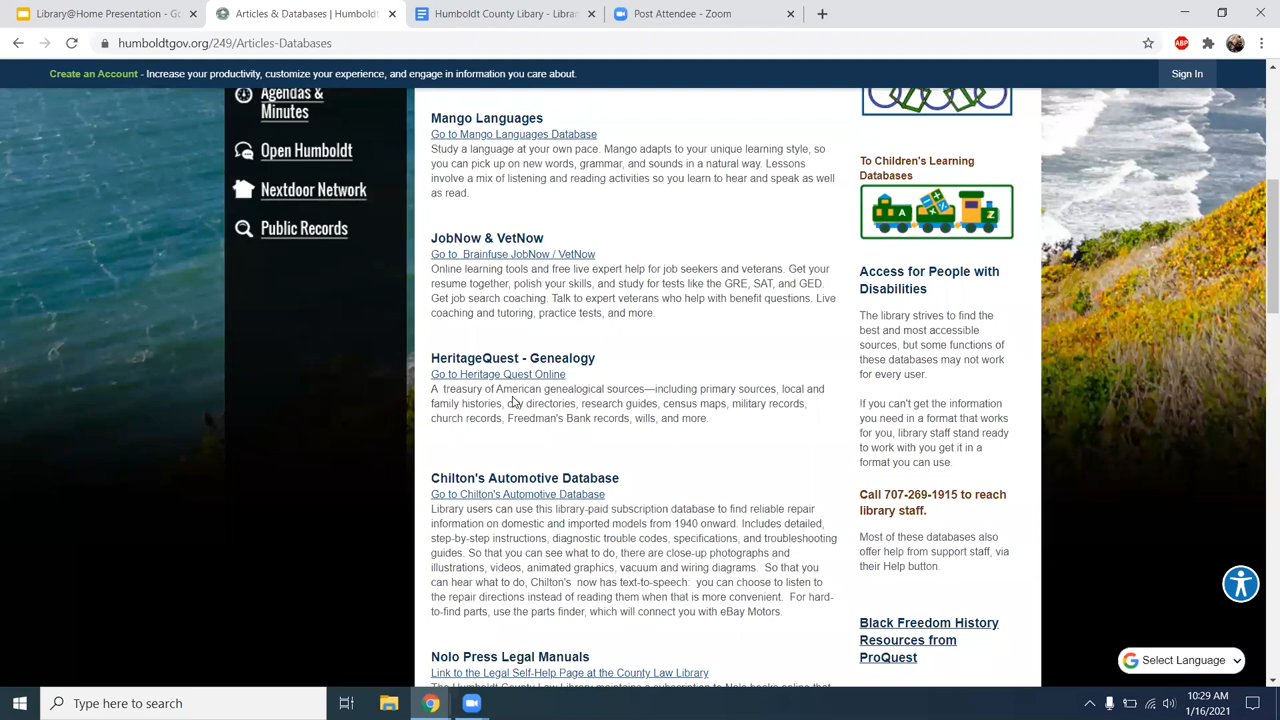 Library@Home Presentation - Go
Articles & Databases | Humboldt
Humboldt County Libary - Librar
Post Attendee - Zoom
humboldtgov.org/249/Articles-Databases
ABP
Create an Account - Increase your productivity, customize your experience, and engage in information you care about.
Sign In
Agendas &
Minutes
Open Humboldt
Nextdoor Network
Public Records
Mango Languages
Go to Mango Languages Database
Study a language at your own pace. Mango adapts to your unique learning style, so
you can pick up on new words, grammar, and sounds in a natural way. Lessons
involve a mix of listening and reading activities so you learn to hear and speak as well
as read.
JobNow & VetNow
Go to Brainfuse JobNow / VetNow
Online learning tools and free live expert help for job seekers and veterans. Get your
resume together, polish your skills, and study for tests like the GRE, SAT, and GED.
Get job search coaching. Talk to expert veterans who help with benefit questions. Live
coaching and tutoring, practice tests, and more.
HeritageQuest - Genealogy
Go to Heritage Quest Online
A treasury of American genealogical sources—including primary sources, local and
family histories, city directories, research guides, census maps, military records,
church records, Freedman's Bank records, wills, and more.
Chilton's Automotive Database
Go to Chilton's Automotive Database
Library users can use this library-paid subscription database to find reliable repair
information on domestic and imported models from 1940 onward. Includes detailed,
step-by-step instructions, diagnostic trouble codes, specifications, and troubleshooting
guides. So that you can see what to do, there are close-up photographs and
illustrations, videos, animated graphics, vacuum and wiring diagrams. So that you
can hear what to do, Chilton's now has text-to-speech: you can choose to listen to
the repair directions instead of reading them when that is more convenient. For hard-
to-find parts, use the parts finder, which will connect you with eBay Motors.
Nolo Press Legal Manuals
Link to the Legal Self-Help Page at the County Law Library
The Humboldt County Law Library maintains a subscription to Nolo books online that
To Children's Learning
Databases
A
Z
Access for People with
Disabilities
The library strives to find the
best and most accessible
sources, but some functions of
these databases may not work
for every user.
If you can't get the information
you need in a format that works
for you, library staff stand ready
to work with you get it in a
format you can use.
Call 707-269-1915 to reach
library staff.
Most of these databases also
offer help from support staff, via
their Help button.
Black Freedom History
Resources from
ProQuest
Select Language
Type here to search
10:29 AM
1/16/2021